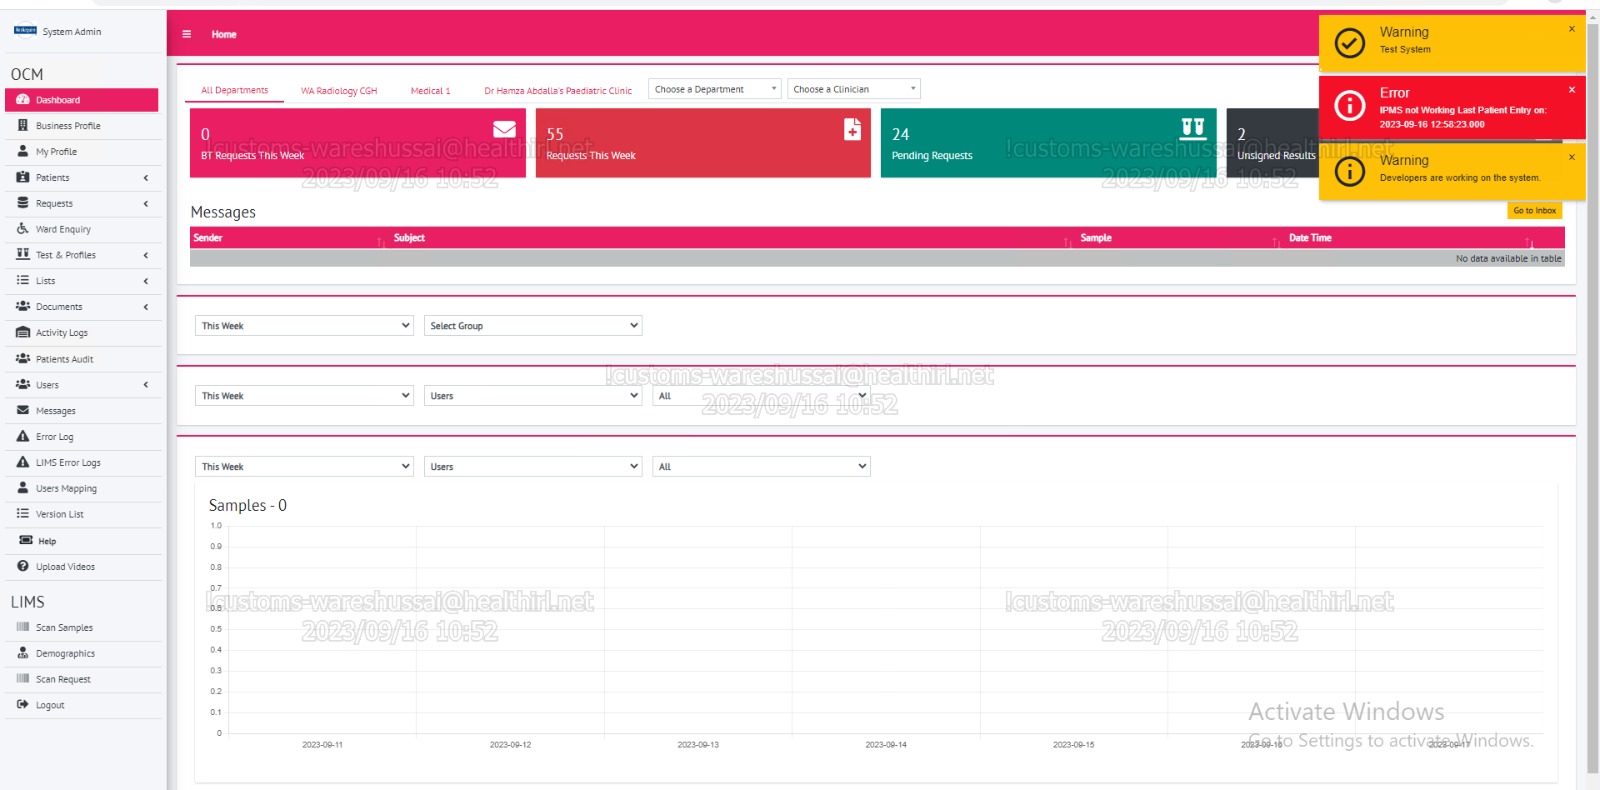 System Admin
Home
OCM
Dashboard
Business Profile
My Profile
Patients
Requests
Ward Enquiry
Test & Profiles
Lists
Documents
Activity Logs
Patients Audit
Users
Messages
Error Log
LIMS Error Logs
Users Mapping
Version List
Help
Upload Videos
LIMS
Scan Samples
Demographics
Scan Request
Logout
All Departments WA Radiology CGH Medical 1 Dr Hamza Abdalla's Paediatric Clinic Choose a Department Choose a Clinician
0
BT Requests This Week
55
Requests This Week
24
Pending Requests
2
Unsigned Results
Warning
Test System
Error
IPMS not Working Last Patient Entry on:
2023-09-16 12:58:23.000
Warning
Developers are working on the system.
!customs-wareshussai@healthirl.net
2023/09/16 10:52
!customs-wareshussai@healthirl.net
2023/09/16 10:52
Messages
Go to Inbox
Sender Subject Sample Date Time
No data available in table
This Week Select Group
!customs-wareshussai@healthirl.net
2023/09/16 10:52
This Week Users All
This Week Users All
Samples - 0
1.0
0.9
0.8
0.7
0.6
0.5
0.4
0.3
0.2
0.1
0
2023-09-11 2023-09-12 2023-09-13 2023-09-14 2023-09-15 2023-09-16 2023-09-17
!customs-wareshussai@healthirl.net
2023/09/16 10:52
!customs-wareshussai@healthirl.net
2023/09/16 10:52
Activate Windows
Go to Settings to activate Windows.